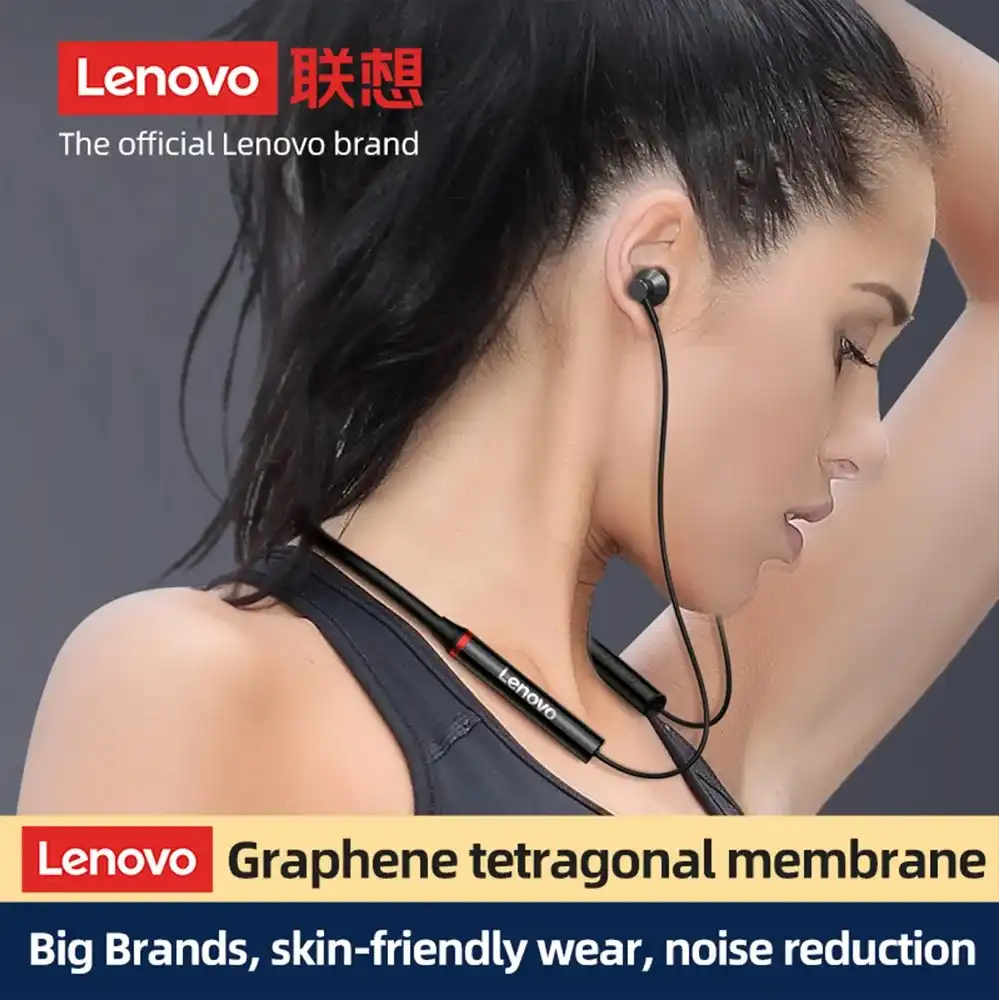 Lenovo 联想
The official Lenovo brand
Lenovo
Lenovo Graphene tetragonal membrane
Big Brands, skin-friendly wear, noise reduction